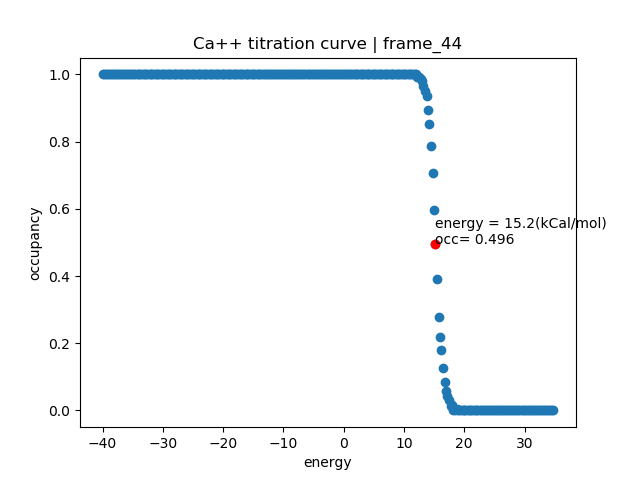 Ca++ titration curve | frame_44
1.0
0.8
0.6
0.4
0.2
0.0
occupancy
energy = 15.2(kCal/mol)
occ= 0.496
−40
−30
−20
−10
0
10
20
30
energy